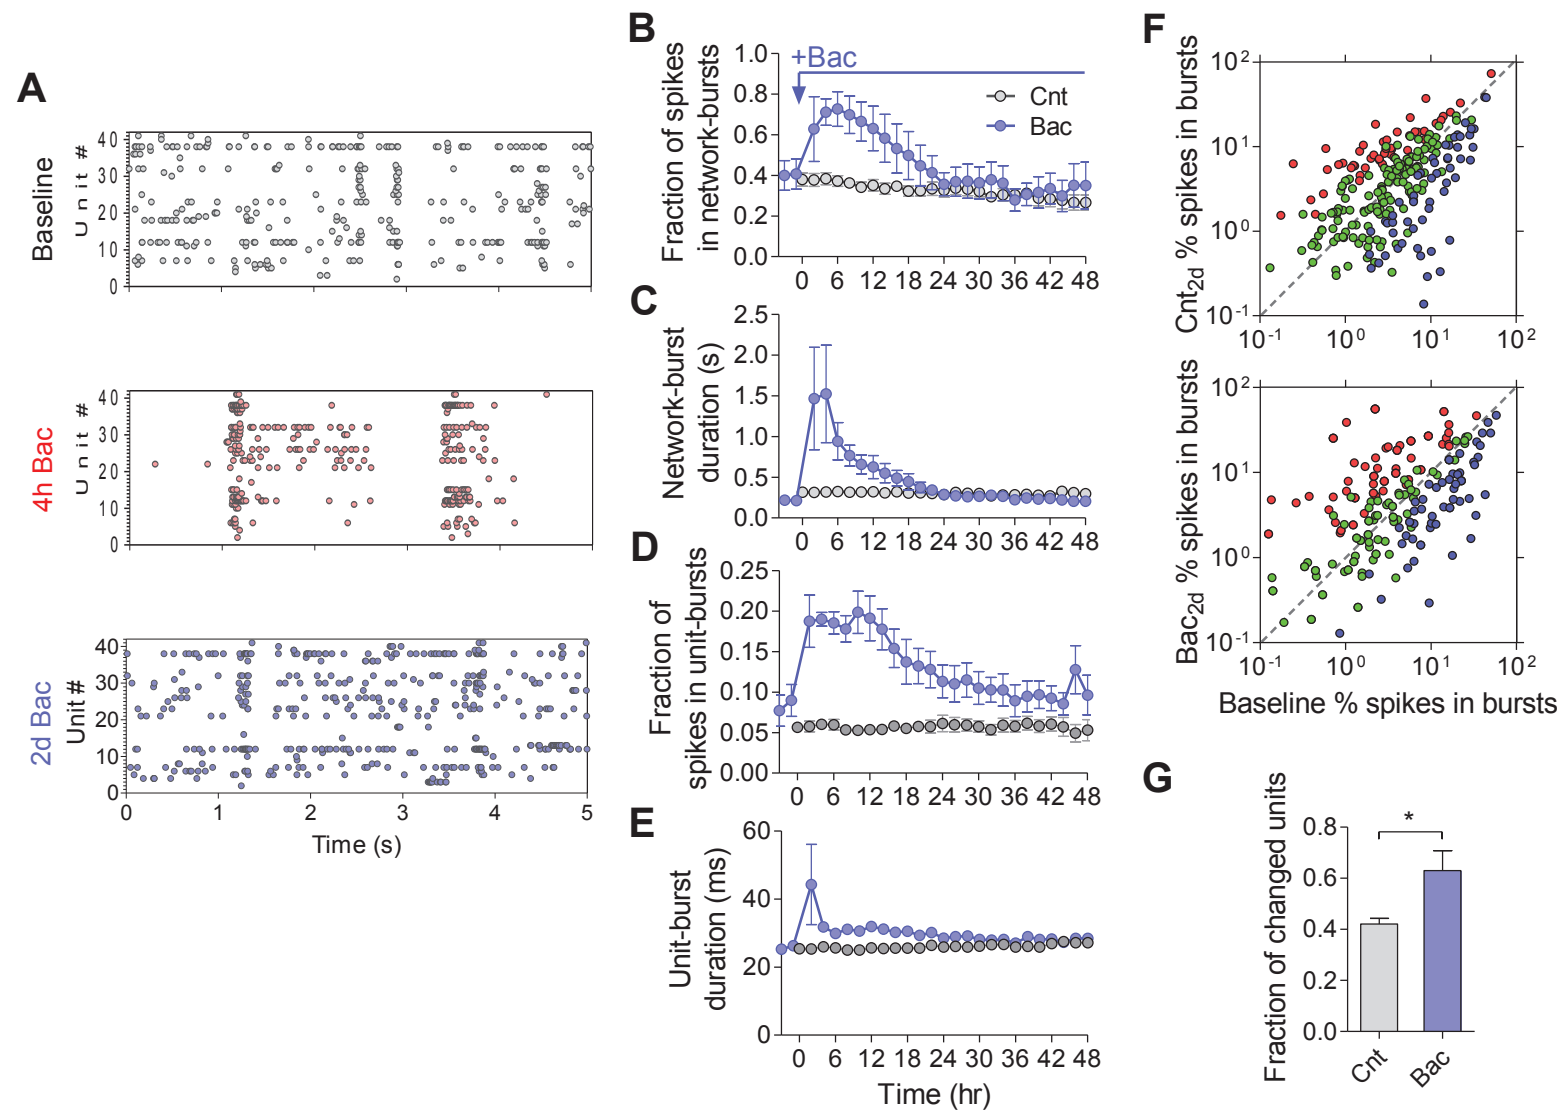 A
Baseline
Unit #
40
30
20
10
0
4h Bac
Unit #
40
30
20
10
0
2d Bac
Unit #
40
30
20
10
0
0 1 2 3 4 5
Time (s)
B
Fraction of spikes
in network-bursts
1.0
0.8
0.6
0.4
0.2
0.0
+Bac
Cnt
Bac
0 6 12 18 24 30 36 42 48
C
Network-burst
duration (s)
2.5
2.0
1.5
1.0
0.5
0.0
0 6 12 18 24 30 36 42 48
D
Fraction of
spikes in unit-bursts
0.25
0.20
0.15
0.10
0.05
0.00
0 6 12 18 24 30 36 42 48
E
Unit-burst
duration (ms)
60
40
20
0
0 6 12 18 24 30 36 42 48
Time (hr)
F
Cnt2d % spikes in bursts
10²
10¹
10⁰
10⁻¹
10⁻¹ 10⁰ 10¹ 10²
Bac2d % spikes in bursts
10²
10¹
10⁰
10⁻¹
10⁻¹ 10⁰ 10¹ 10²
Baseline % spikes in bursts
G
Fraction of changed units
0.8
0.6
0.4
0.2
0.0
*
Cnt Bac